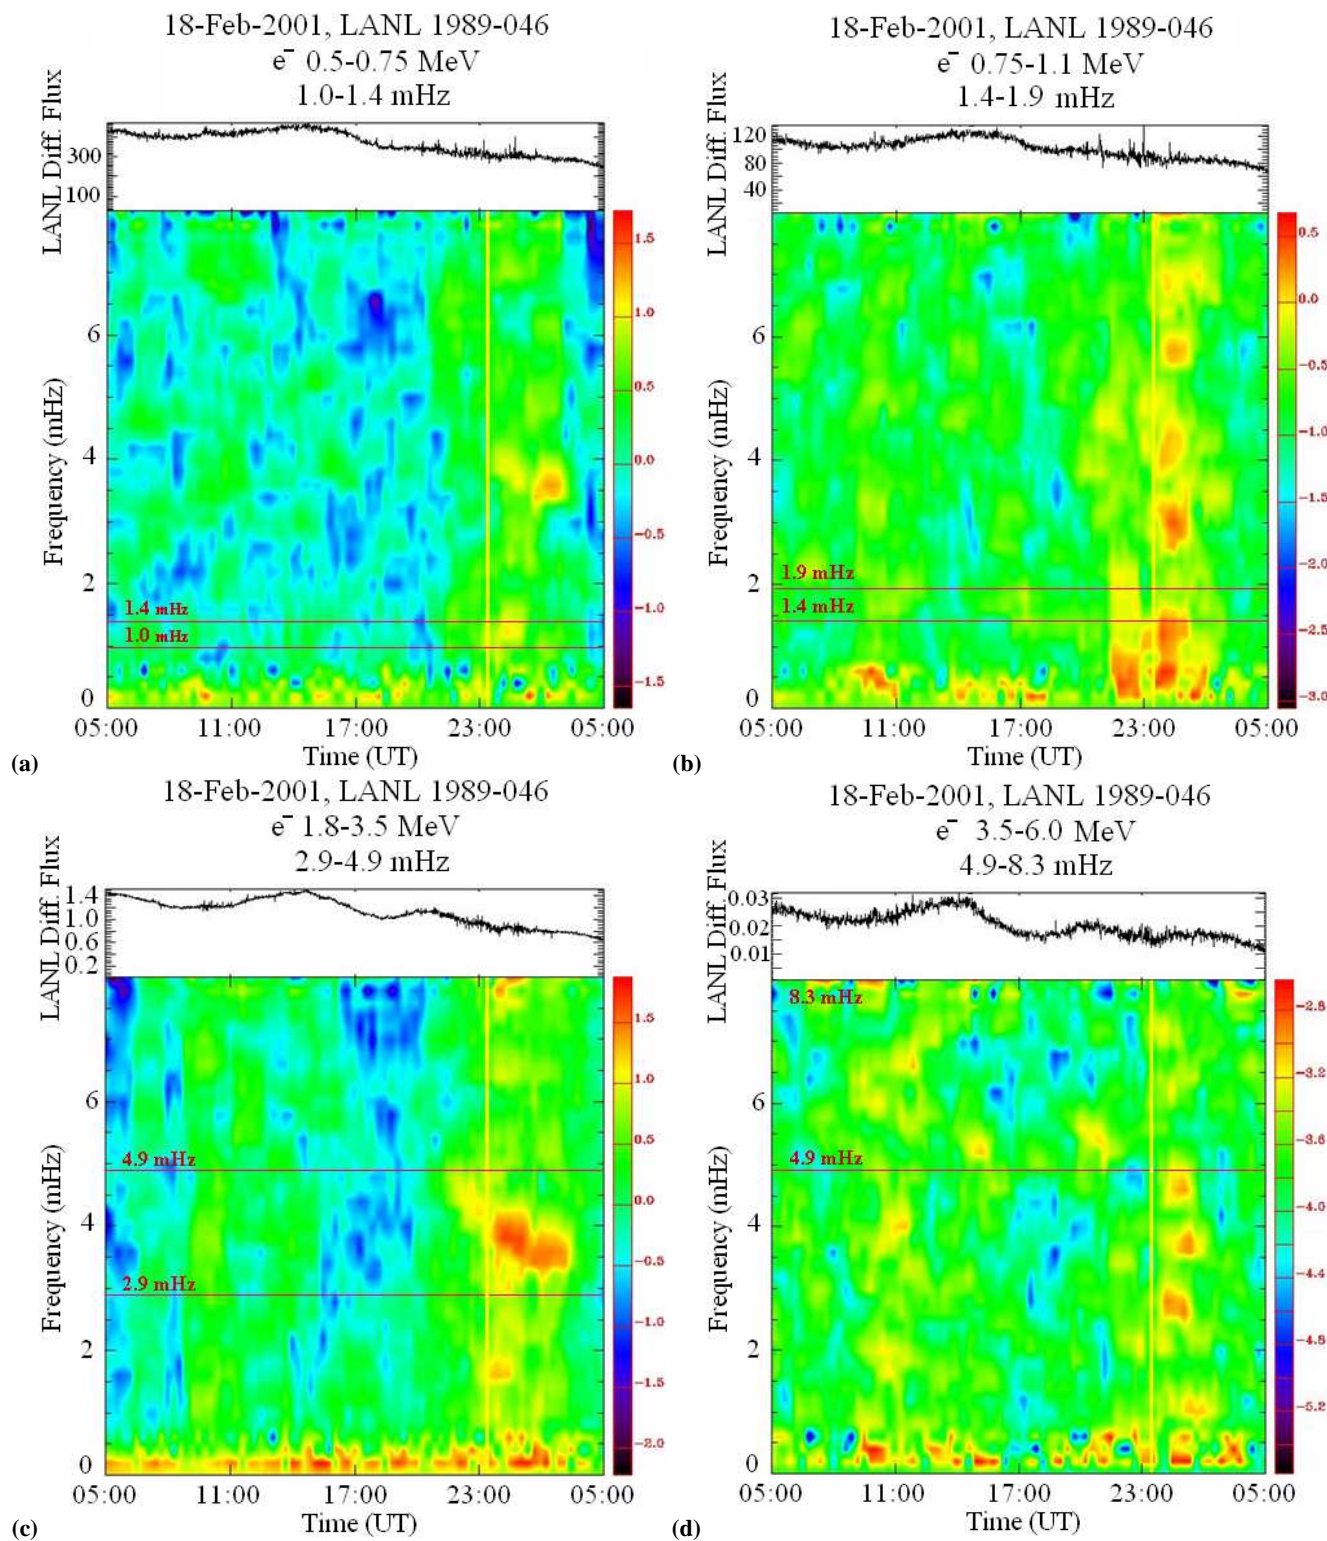 18-Feb-2001, LANL 1989-046
e⁻ 0.5-0.75 MeV
1.0-1.4 mHz
LANL Diff. Flux
300
100
Frequency (mHz)
6
4
2
0
1.4 mHz
1.0 mHz
1.5
1.0
0.5
0.0
−0.5
−1.0
−1.5
05:00 11:00 17:00 23:00 05:00
Time (UT)
(a)
18-Feb-2001, LANL 1989-046
e⁻ 0.75-1.1 MeV
1.4-1.9 mHz
LANL Diff. Flux
120
80
40
Frequency (mHz)
6
4
2
0
1.9 mHz
1.4 mHz
0.5
0.0
−0.5
−1.0
−1.5
−2.0
−2.5
−3.0
05:00 11:00 17:00 23:00 05:00
Time (UT)
(b)
18-Feb-2001, LANL 1989-046
e⁻ 1.8-3.5 MeV
2.9-4.9 mHz
LANL Diff. Flux
1.4
1.0
0.6
0.2
Frequency (mHz)
6
4
2
0
4.9 mHz
2.9 mHz
1.5
1.0
0.5
0.0
−0.5
−1.0
−1.5
−2.0
05:00 11:00 17:00 23:00 05:00
Time (UT)
(c)
18-Feb-2001, LANL 1989-046
e⁻ 3.5-6.0 MeV
4.9-8.3 mHz
LANL Diff. Flux
0.03
0.02
0.01
Frequency (mHz)
6
4
2
0
8.3 mHz
4.9 mHz
−2.8
−3.2
−3.6
−4.0
−4.4
−4.8
−5.2
05:00 11:00 17:00 23:00 05:00
Time (UT)
(d)